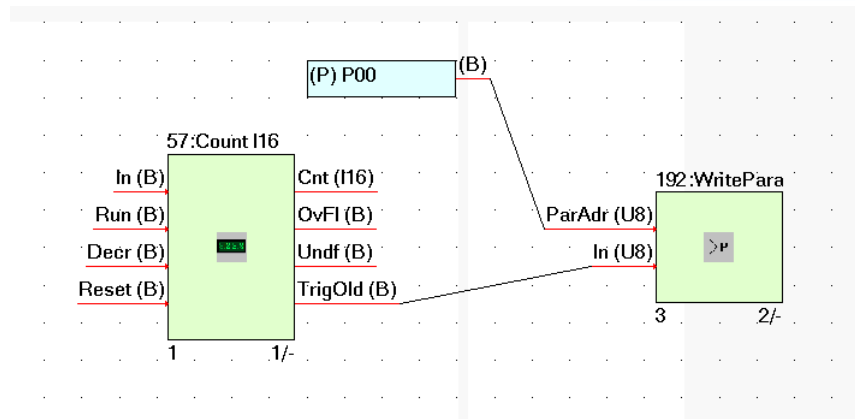 (P) P00
(B)
57:Count I16
In (B)
Cnt (I16)
Run (B)
OvFl (B)
Decr (B)
Undf (B)
Reset (B)
TrigOld (B)
1
1/-
192:WritePara
ParAdr (U8)
In (U8)
>P
3
2/-